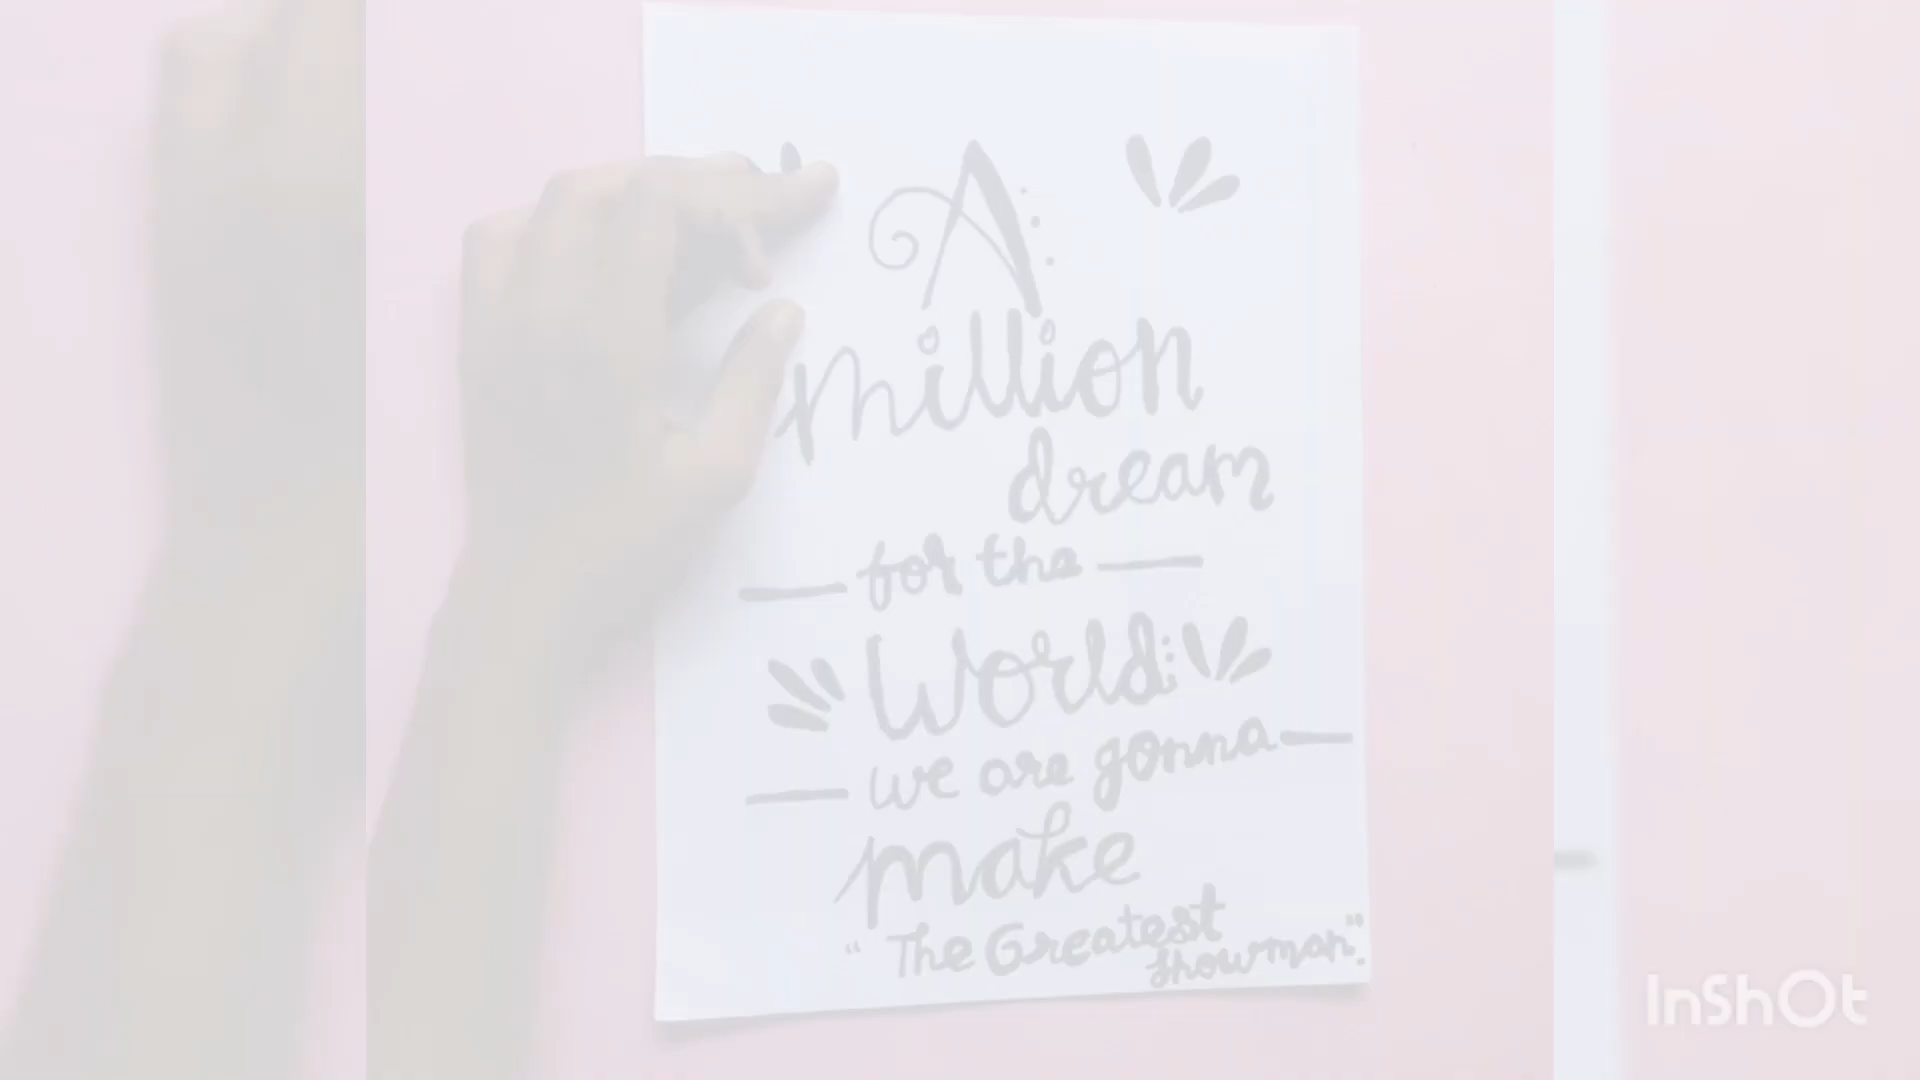 A
million
dream
for the
World
we are gonna
make
"The Greatest
showman".
InShOt